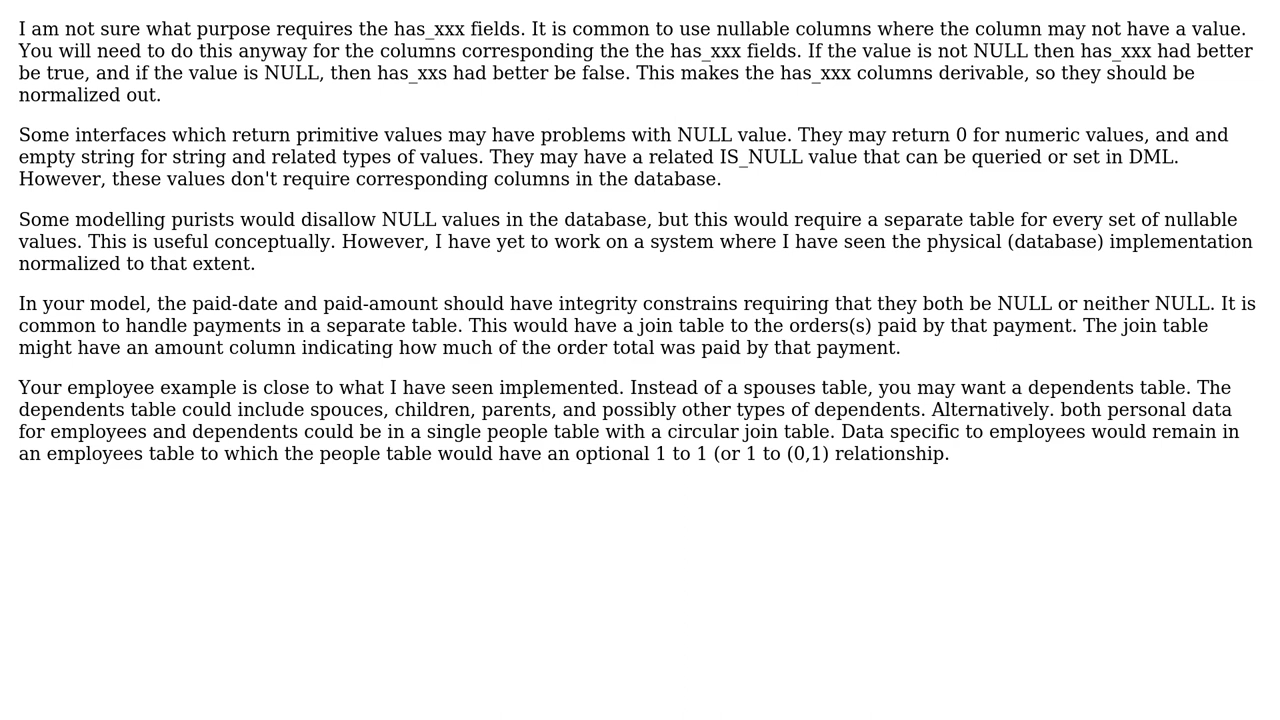 I am not sure what purpose requires the has_xxx fields. It is common to use nullable columns where the column may not have a value.
You will need to do this anyway for the columns corresponding the the has_xxx fields. If the value is not NULL then has_xxx had better
be true, and if the value is NULL, then has_xxs had better be false. This makes the has_xxx columns derivable, so they should be
normalized out.
Some interfaces which return primitive values may have problems with NULL value. They may return 0 for numeric values, and and
empty string for string and related types of values. They may have a related IS_NULL value that can be queried or set in DML.
However, these values don't require corresponding columns in the database.
Some modelling purists would disallow NULL values in the database, but this would require a separate table for every set of nullable
values. This is useful conceptually. However, I have yet to work on a system where I have seen the physical (database) implementation
normalized to that extent.
In your model, the paid-date and paid-amount should have integrity constrains requiring that they both be NULL or neither NULL. It is
common to handle payments in a separate table. This would have a join table to the orders(s) paid by that payment. The join table
might have an amount column indicating how much of the order total was paid by that payment.
Your employee example is close to what I have seen implemented. Instead of a spouses table, you may want a dependents table. The
dependents table could include spouces, children, parents, and possibly other types of dependents. Alternatively. both personal data
for employees and dependents could be in a single people table with a circular join table. Data specific to employees would remain in
an employees table to which the people table would have an optional 1 to 1 (or 1 to (0,1) relationship.